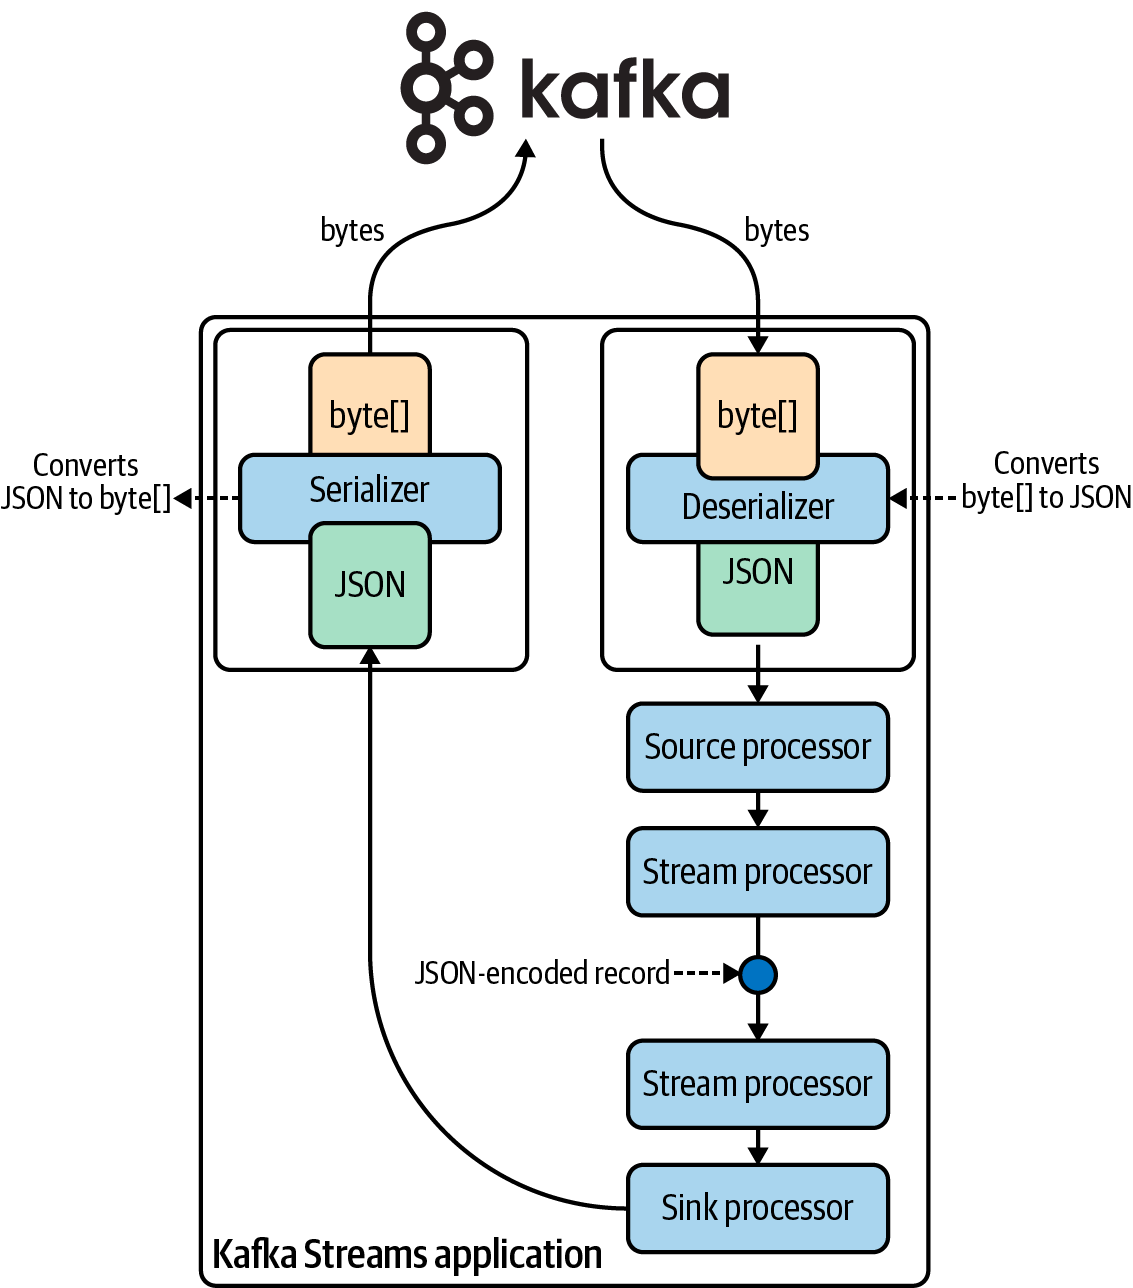 kafka
bytes
bytes
byte[]
byte[]
Converts
JSON to byte[]
Serializer
Deserializer
Converts
byte[] to JSON
JSON
JSON
Source processor
Stream processor
JSON-encoded record
Stream processor
Sink processor
Kafka Streams application